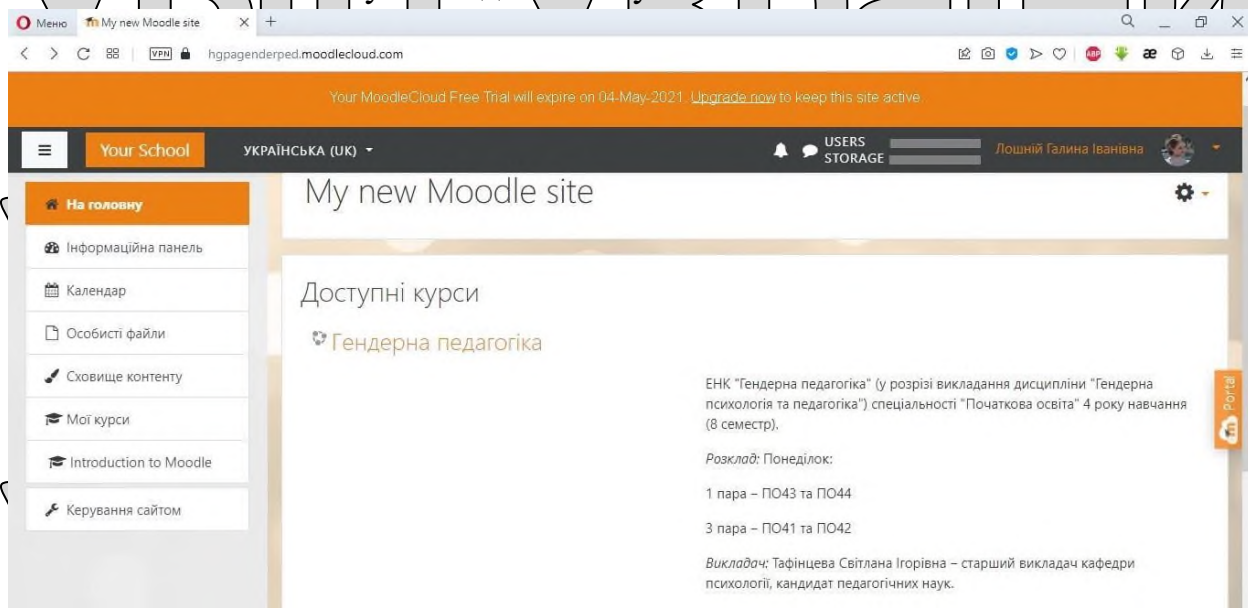 Меню My new Moodle site
VPN hgpagenderped.moodlecloud.com
ABP
Your MoodleCloud Free Trial will expire on 04-May-2021. Upgrade now to keep this site active.
Your School УКРАЇНСЬКА (UK) USERS STORAGE Лошній Галина Іванівна
My new Moodle site
На головну
Інформаційна панель
Календар
Особисті файли
Сховище контенту
Мої курси
Introduction to Moodle
Керування сайтом
Доступні курси
Гендерна педагогіка
ЕНК "Гендерна педагогіка" (у розрізі викладання дисципліни "Гендерна
психологія та педагогіка") спеціальності "Початкова освіта" 4 року навчання
(8 семестр).
Розклад: Понеділок:
1 пара – ПО43 та ПО44
3 пара – ПО41 та ПО42
Викладач: Тафінцева Світлана Ігорівна – старший викладач кафедри
психології, кандидат педагогічних наук.
Portal